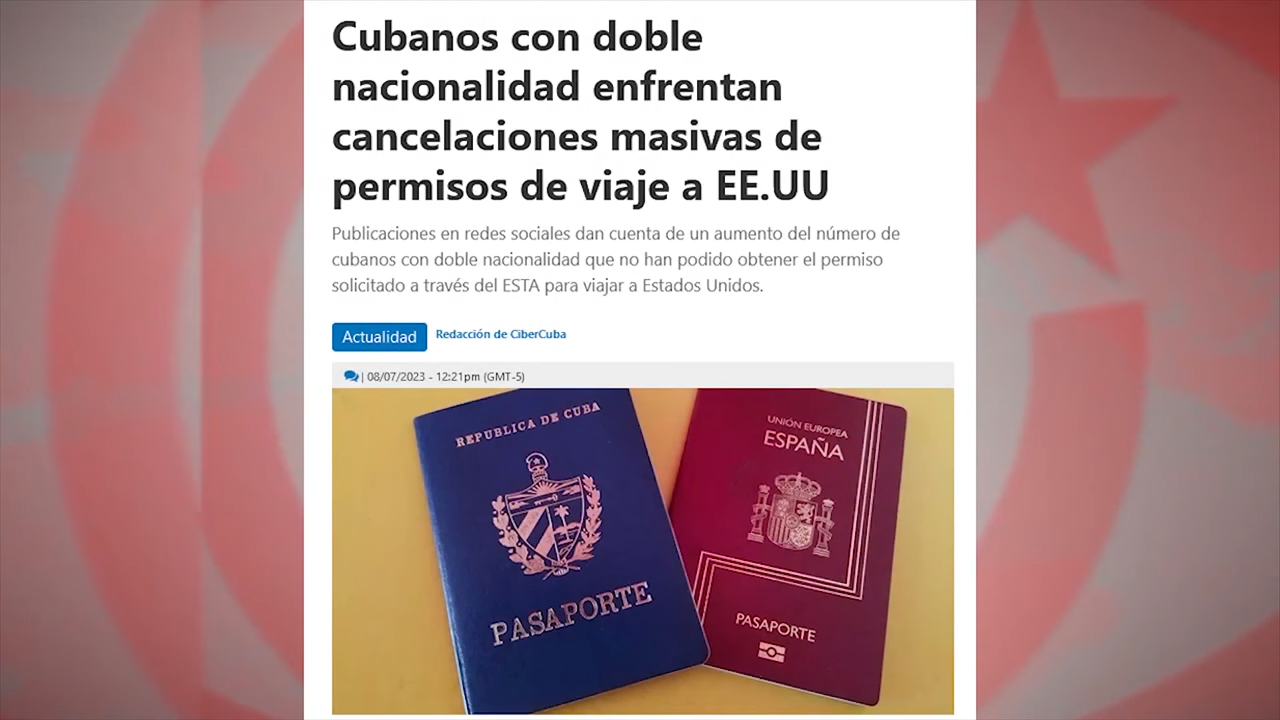 Cubanos con doble
nacionalidad enfrentan
cancelaciones masivas de
permisos de viaje a EE.UU
Publicaciones en redes sociales dan cuenta de un aumento del número de
cubanos con doble nacionalidad que no han podido obtener el permiso
solicitado a través del ESTA para viajar a Estados Unidos.
Actualidad Redacción de CiberCuba
| 08/07/2023 - 12:21pm (GMT-5)
REPUBLICA DE CUBA
PASAPORTE
UNIÓN EUROPEA
ESPAÑA
PASAPORTE